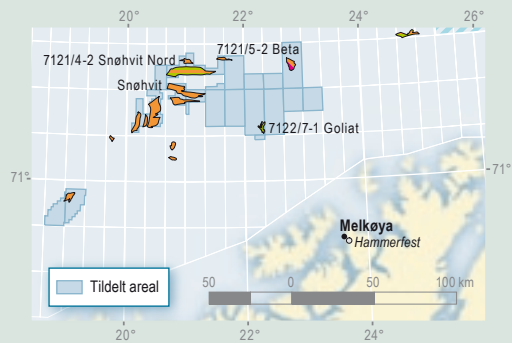 20° 22° 24° 26°
7121/5-2 Beta
7121/4-2 Snøhvit Nord
Snøhvit
7122/7-1 Goliat
71° 71°
Melkøya
Hammerfest
Tildelt areal
50 0 50 100 km
20° 22° 24°